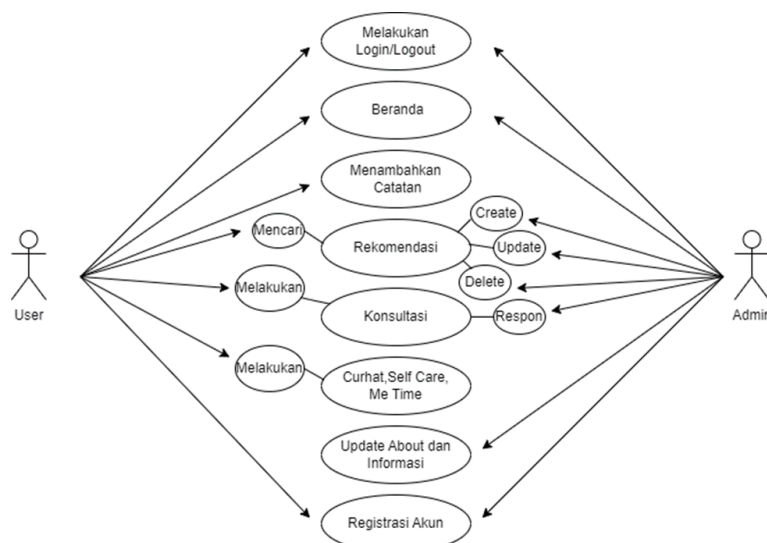 Melakukan
Login/Logout
Beranda
Menambahkan
Catatan
Create
Mencari
Rekomendasi
Update
Delete
Melakukan
Konsultasi
Respon
User
Admin
Melakukan
Curhat,Self Care,
Me Time
Update About dan
Informasi
Registrasi Akun